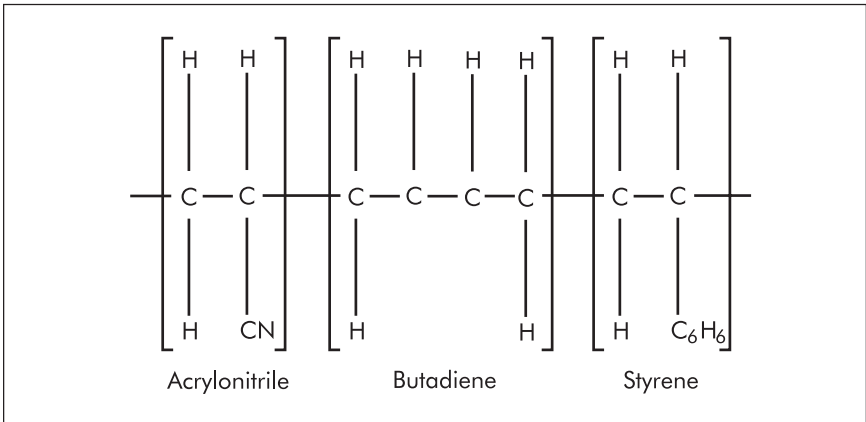 H H H H H H H H
C C C C C C C C
H CN H H H C₆H₆
Acrylonitrile Butadiene Styrene